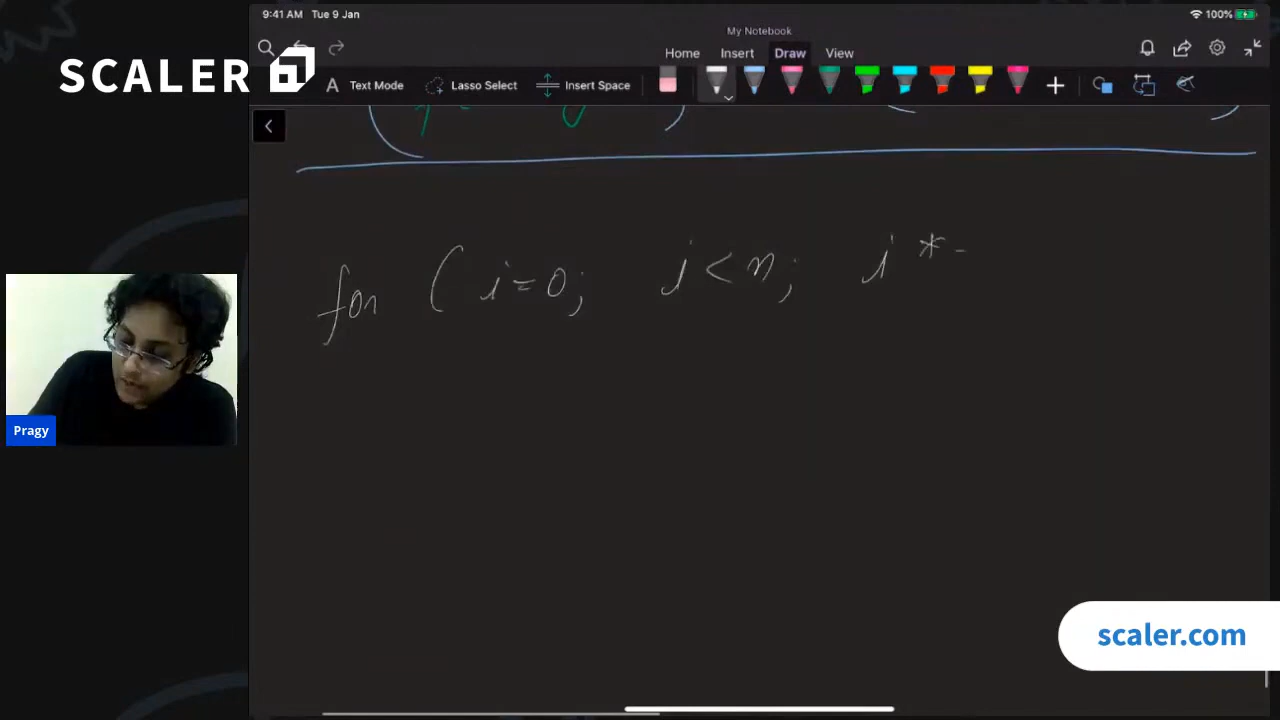 9:41 AM Tue 9 Jan
100%
My Notebook
SCALER
Home Insert Draw View
A Text Mode Lasso Select Insert Space
for ( i=0; i<n; i *-
Pragy
scaler.com